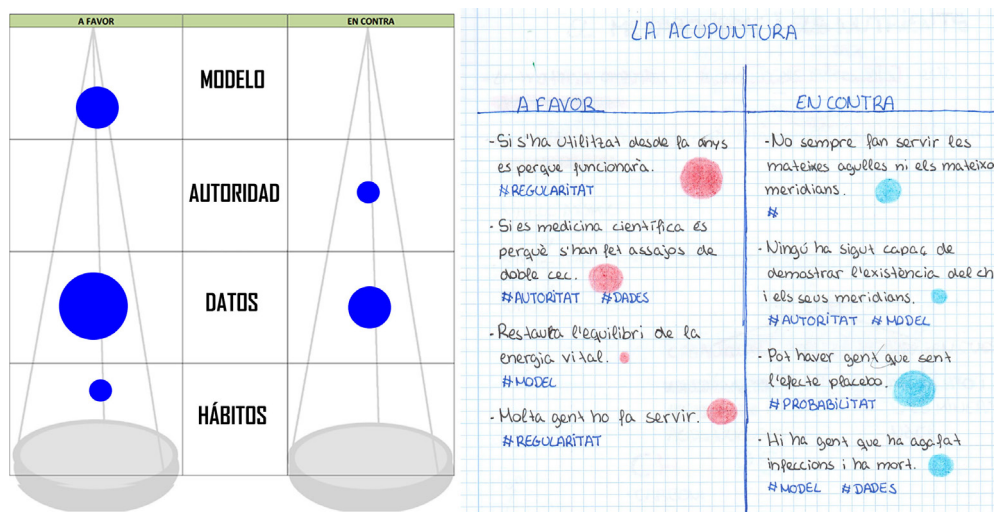 A FAVOR
EN CONTRA
MODELO
AUTORIDAD
DATOS
HÁBITOS
LA ACUPUNTURA
A FAVOR
- Si s'ha utilitzat desde fa anys
es perque funcionarà.
#REGULARITAT
- Si es medicina científica és
perquè s'han fet assajos de
doble cec.
#AUTORITAT #DADES
- Restaura l'equilibri de la
energia vital.
#MODEL
- Molta gent ho fa servir.
#REGULARITAT
EN CONTRA
- No sempre fan servir les
mateixes agulles ni els mateixo
meridians.
#
- Ningú ha sigut capaç de
demostrar l'existència del ch
i els seus meridians.
#AUTORITAT #MODEL
- Pot haver gent que sent
l'efecte placebo.
#PROBABILITAT
- Hi ha gent que ha agafat
infeccions i ha mort.
#MODEL #DADES